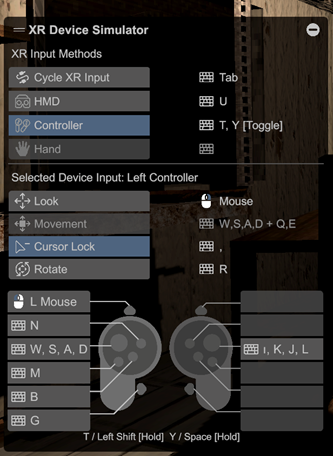 XR Device Simulator
XR Input Methods
Cycle XR Input Tab
HMD U
Controller T, Y [Toggle]
Hand
Selected Device Input: Left Controller
Look Mouse
Movement W,S,A,D + Q,E
Cursor Lock ,
Rotate R
L Mouse
N
W, S, A, D ı, K, J, L
M
B
G
T / Left Shift [Hold] Y / Space [Hold]